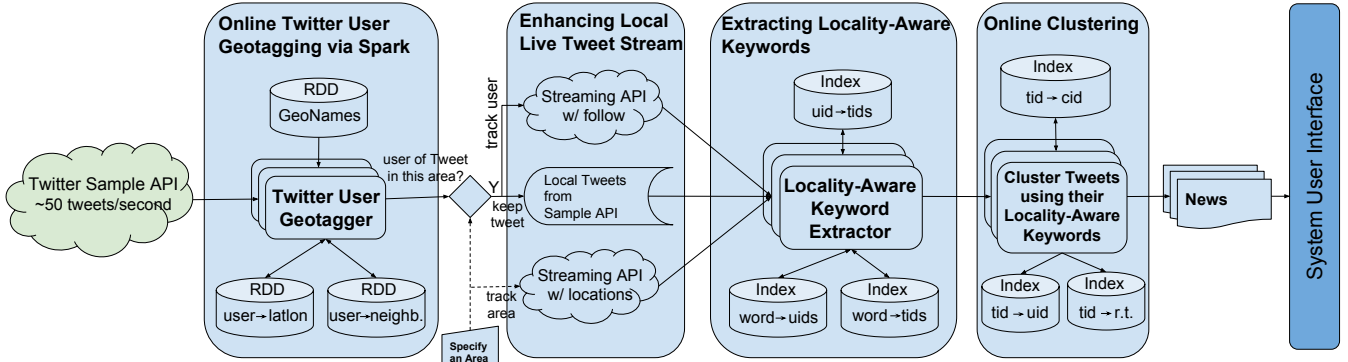 Twitter Sample API
~50 tweets/second
Online Twitter User
Geotagging via Spark
RDD
GeoNames
Twitter User
Geotagger
RDD
user→latlon
RDD
user→neighb.
user of Tweet
in this area?
Y
track user
keep
tweet
track
area
Specify
an Area
Enhancing Local
Live Tweet Stream
Streaming API
w/ follow
Local Tweets
from
Sample API
Streaming API
w/ locations
Extracting Locality-Aware
Keywords
Index
uid→tids
Locality-Aware
Keyword
Extractor
Index
word→uids
Index
word→tids
Online Clustering
Index
tid→cid
Cluster Tweets
using their
Locality-Aware
Keywords
Index
tid→uid
Index
tid→r.t.
News
System User Interface